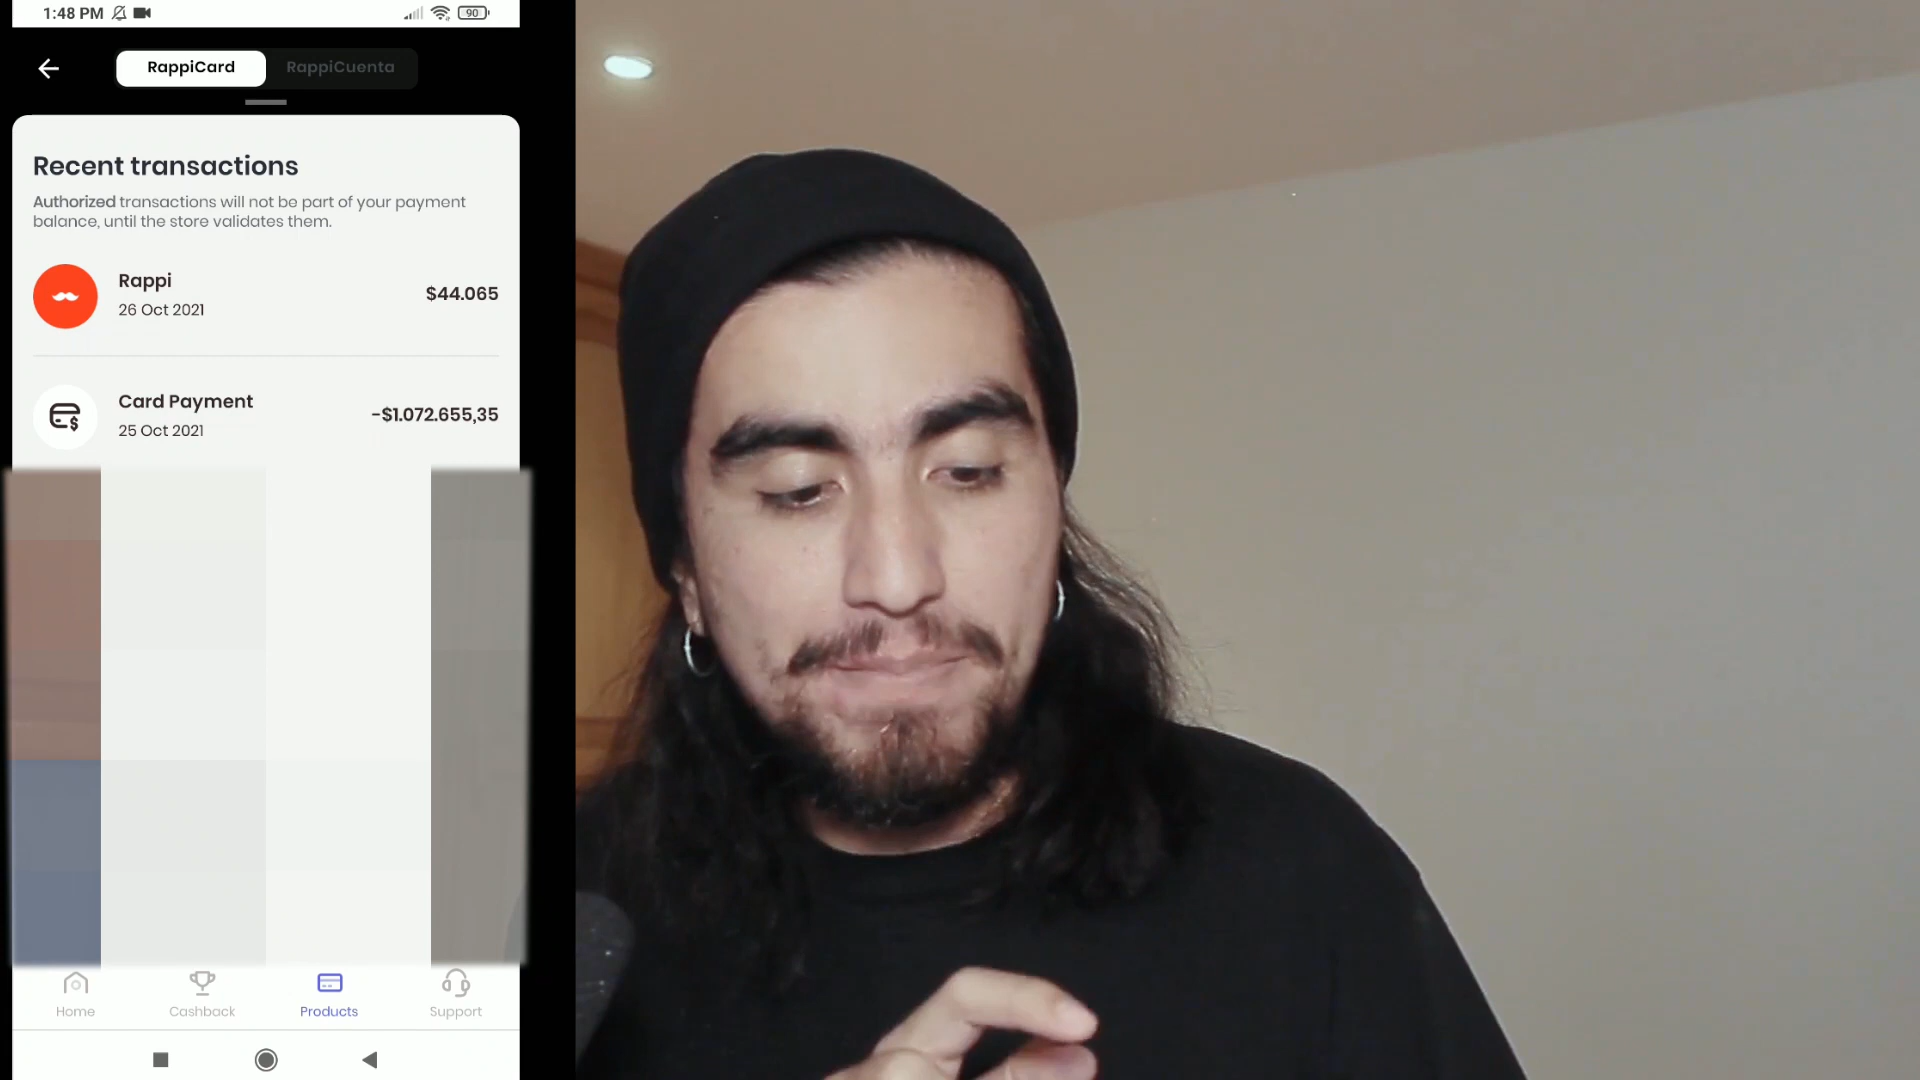 1:48 PM
90
RappiCard
RappiCuenta
Recent transactions
Authorized transactions will not be part of your payment
balance, until the store validates them.
Rappi
$44.065
26 Oct 2021
Card Payment
-$1.072.655,35
25 Oct 2021
Home
Cashback
Products
Support